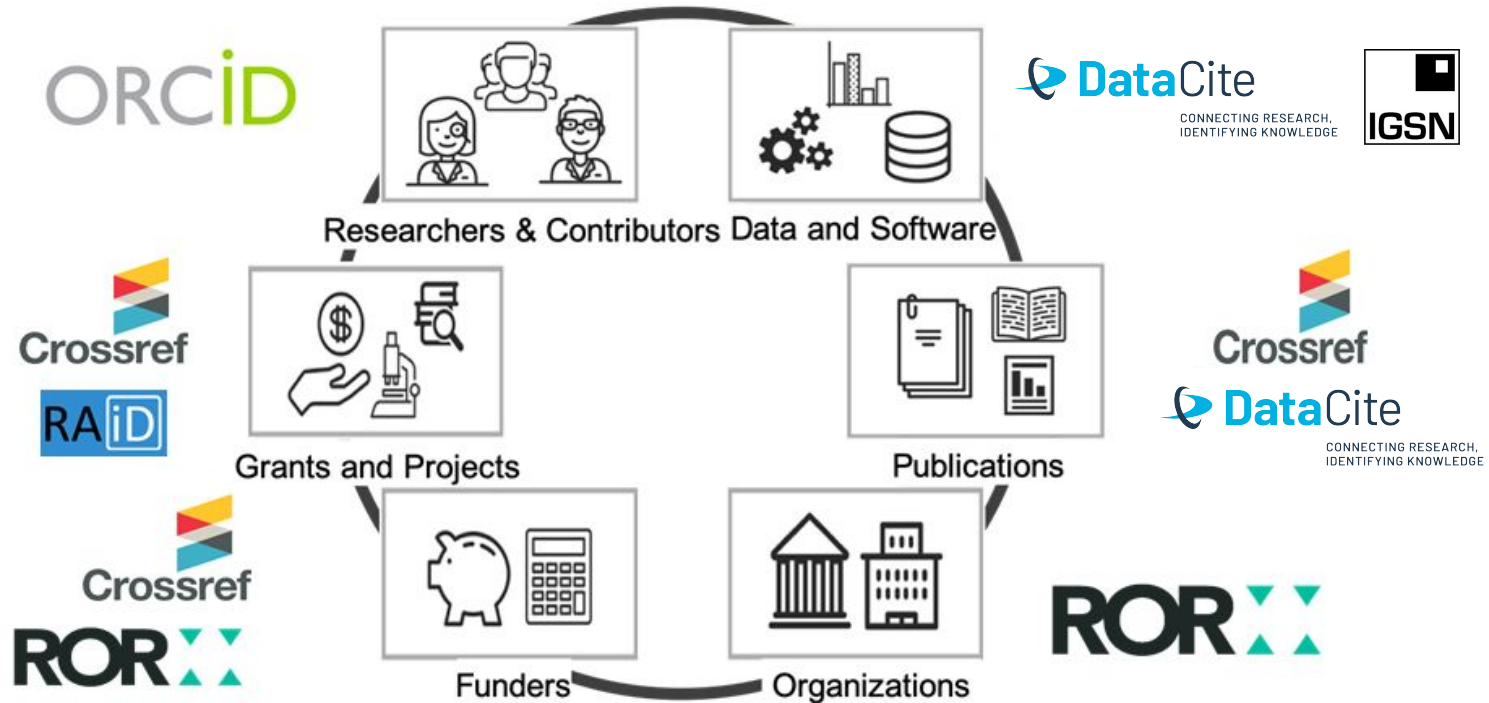 ORCiD
DataCite
CONNECTING RESEARCH,
IDENTIFYING KNOWLEDGE
IGSN
Researchers & Contributors
Data and Software
Crossref
RAiD
$
Grants and Projects
Crossref
DataCite
CONNECTING RESEARCH,
IDENTIFYING KNOWLEDGE
Publications
Crossref
ROR
Funders
Organizations
ROR